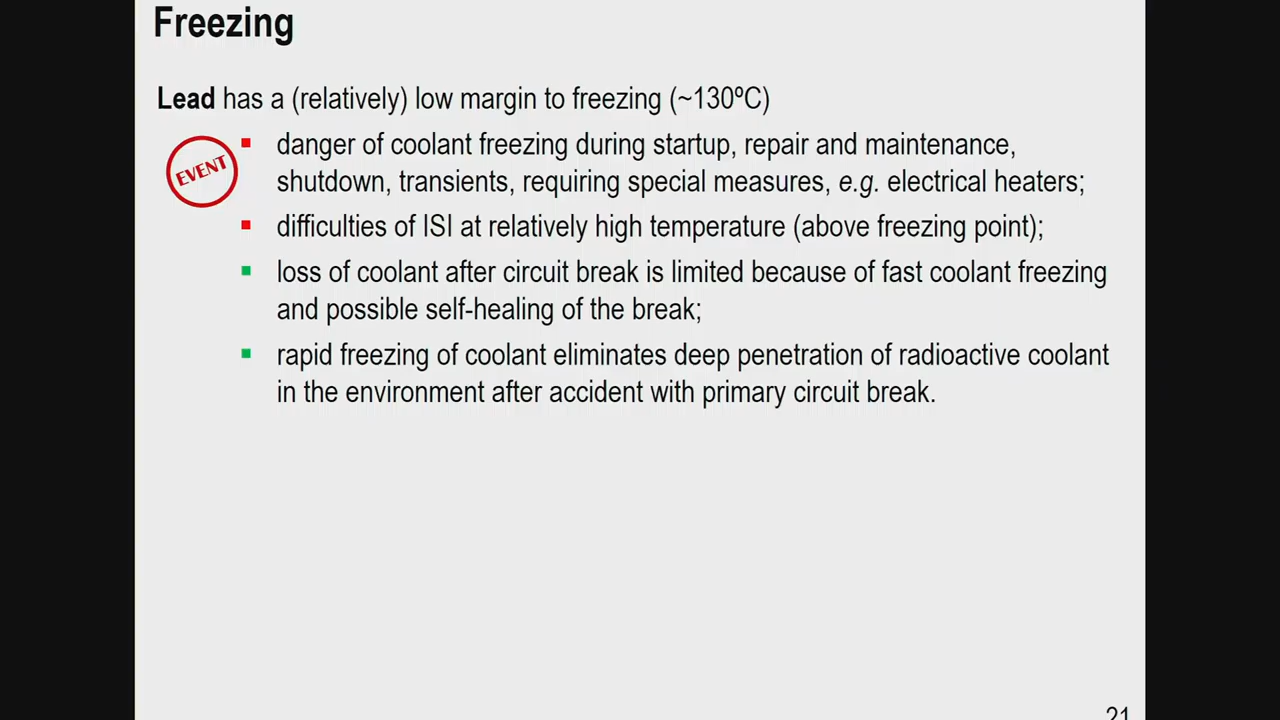 Freezing
Lead has a (relatively) low margin to freezing (~130ºC)
EVENT
danger of coolant freezing during startup, repair and maintenance,
shutdown, transients, requiring special measures, e.g. electrical heaters;
difficulties of ISI at relatively high temperature (above freezing point);
loss of coolant after circuit break is limited because of fast coolant freezing
and possible self-healing of the break;
rapid freezing of coolant eliminates deep penetration of radioactive coolant
in the environment after accident with primary circuit break.
21